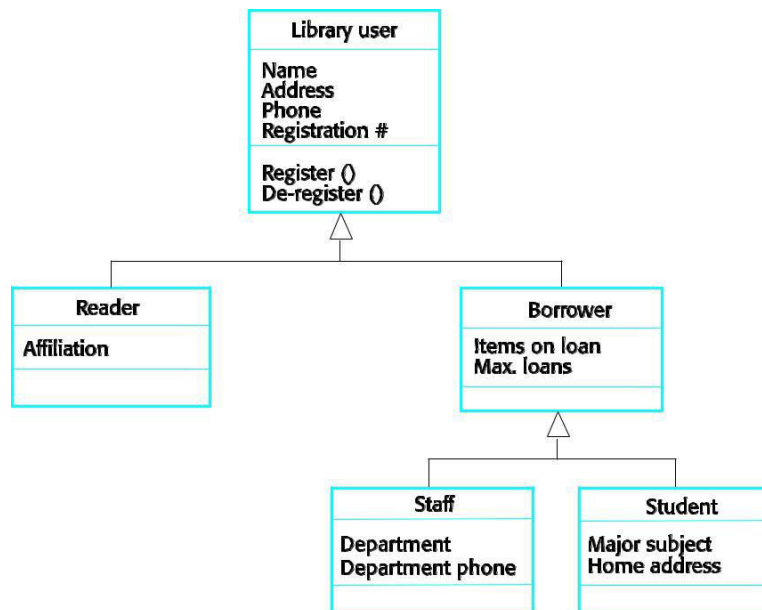 Library user
Name
Address
Phone
Registration #
Register ()
De-register ()
Reader
Affiliation
Borrower
Items on loan
Max. loans
Staff
Department
Department phone
Student
Major subject
Home address